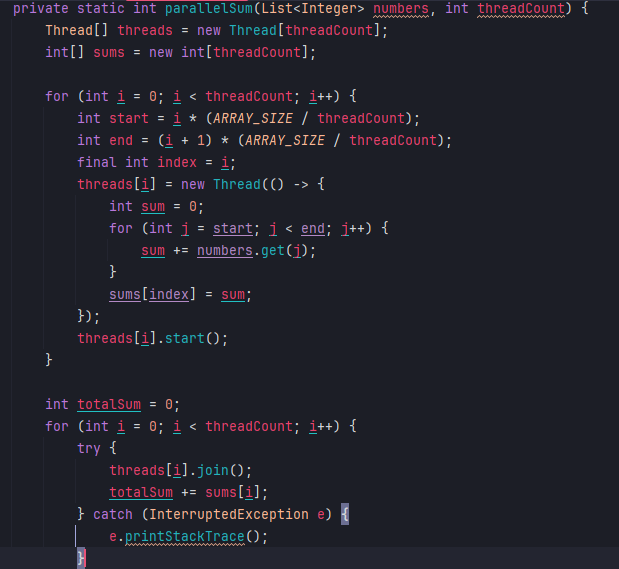 private static int parallelSum(List<Integer> numbers, int threadCount) {
    Thread[] threads = new Thread[threadCount];
    int[] sums = new int[threadCount];

    for (int i = 0; i < threadCount; i++) {
        int start = i * (ARRAY_SIZE / threadCount);
        int end = (i + 1) * (ARRAY_SIZE / threadCount);
        final int index = i;
        threads[i] = new Thread(() -> {
            int sum = 0;
            for (int j = start; j < end; j++) {
                sum += numbers.get(j);
            }
            sums[index] = sum;
        });
        threads[i].start();
    }

    int totalSum = 0;
    for (int i = 0; i < threadCount; i++) {
        try {
            threads[i].join();
            totalSum += sums[i];
        } catch (InterruptedException e) {
            e.printStackTrace();
        }